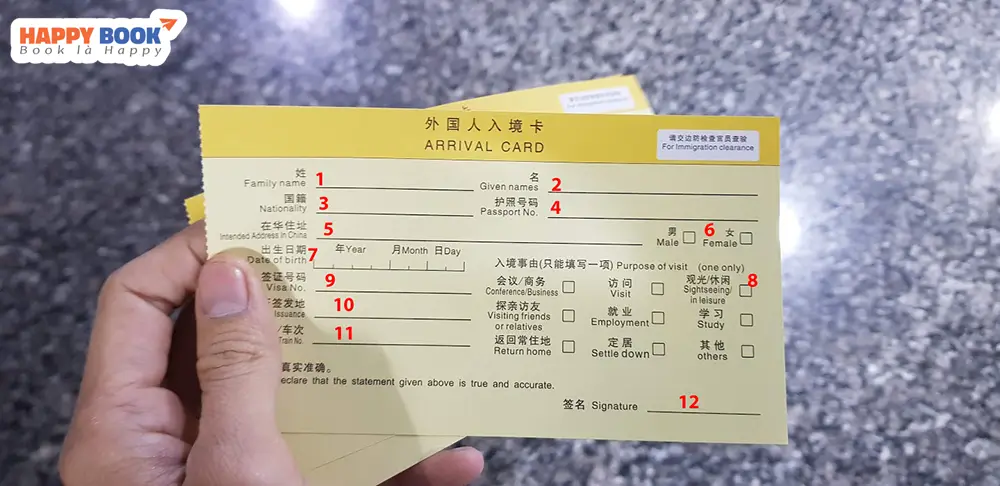 HAPPY BOOK
Book là Happy
外国人入境卡
ARRIVAL CARD
请交边防检查官员查验
For Immigration clearance
姓
Family name 1
名
Given names 2
国籍
Nationality 3
护照号码
Passport No. 4
在华住址
Intended Address in China 5
男 6 女
Male Female
出生日期 年Year 月Month 日Day
Date of birth 7
入境事由(只能填写一项) Purpose of visit (one only)
签证号码
Visa No. 9
会议/商务
Conference/Business
访问
Visit
观光/休闲 8
Sightseeing/
in leisure
签发地 10
Issuance
探亲访友
Visiting friends
or relatives
就业
Employment
学习
Study
/车次 11
Train No.
返回常住地
Return home
定居
Settle down
其他
others
真实准确。
eclare that the statement given above is true and accurate.
签名 Signature 12